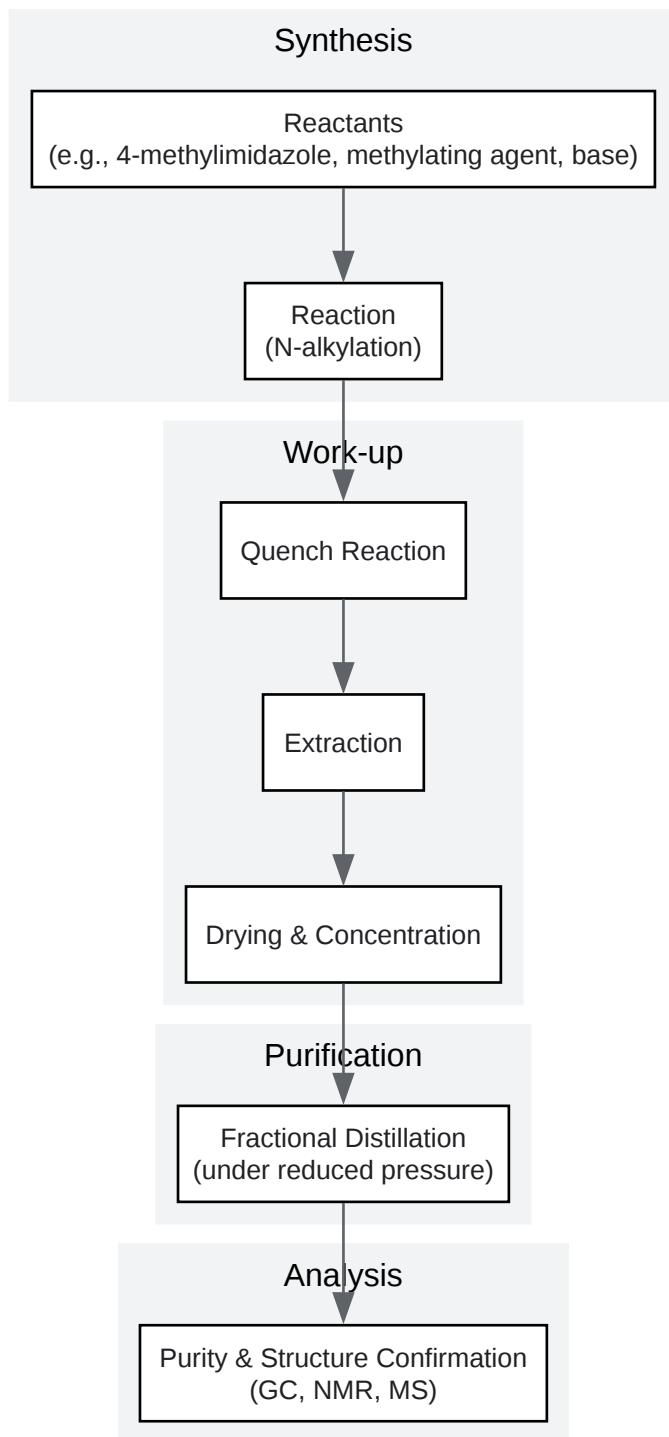 Synthesis
Reactants
(e.g., 4-methylimidazole, methylating agent, base)
Reaction
(N-alkylation)
Work-up
Quench Reaction
Extraction
Drying & Concentration
Purification
Fractional Distillation
(under reduced pressure)
Analysis
Purity & Structure Confirmation
(GC, NMR, MS)